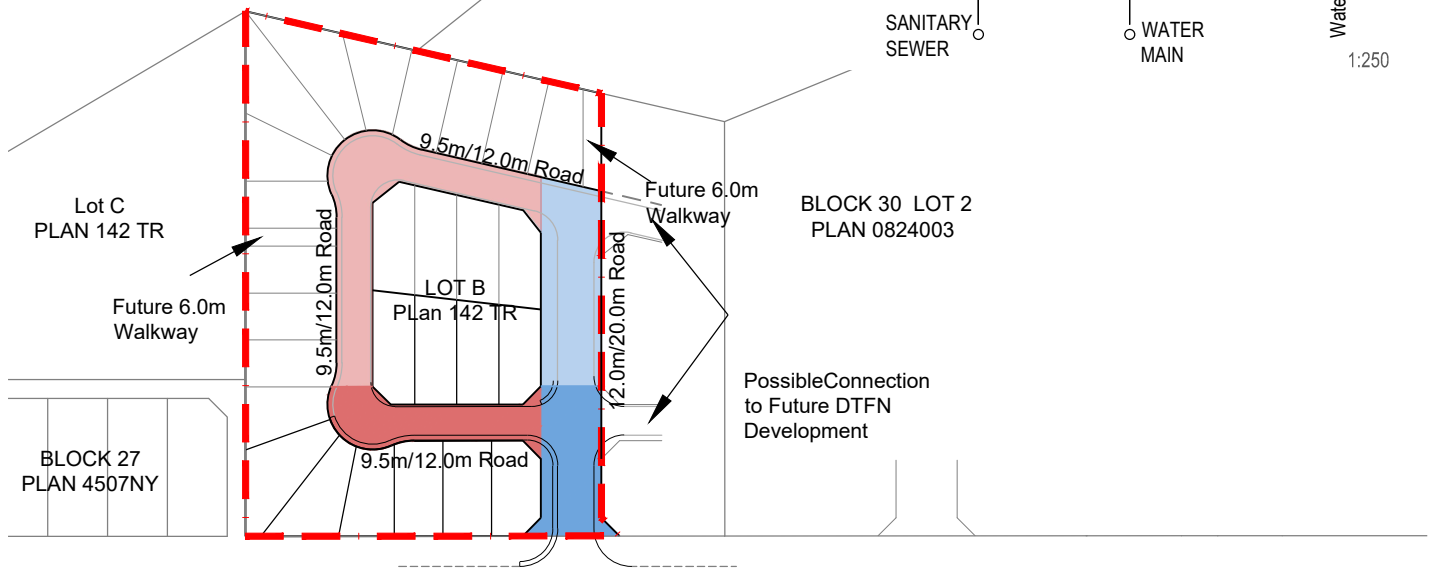 SANITARY
SEWER
WATER
MAIN
Wate
1:250
9.5m/12.0m Road
Future 6.0m
Walkway
Lot C
PLAN 142 TR
BLOCK 30 LOT 2
PLAN 0824003
9.5m/12.0m Road
12.0m/20.0m Road
LOT B
PLan 142 TR
Future 6.0m
Walkway
PossibleConnection
to Future DTFN
Development
BLOCK 27
PLAN 4507NY
9.5m/12.0m Road